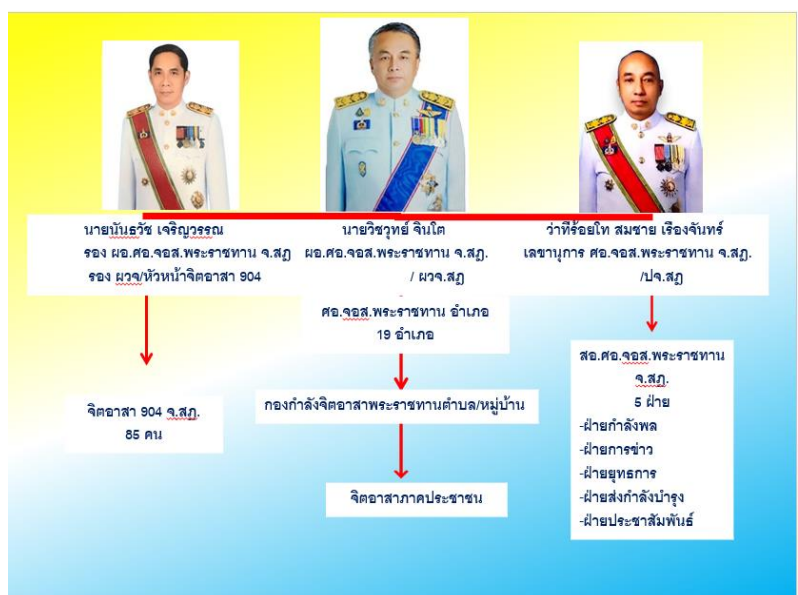 นายนันธวัช เจริญวรรณ
รอง ผอ.ศอ.จอส.พระราชทาน จ.สฎ
รอง ผวจ/หัวหน้าจิตอาสา 904
นายวิชวุทย์ จินโต
ผอ.ศอ.จอส.พระราชทาน จ.สฎ.
/ ผวจ.สฎ
ว่าที่ร้อยโท สมชาย เรืองจันทร์
เลขานุการ ศอ.จอส.พระราชทาน จ.สฎ.
/ปจ.สฎ
จิตอาสา 904 จ.สฎ.
85 คน
ศอ.จอส.พระราชทาน อำเภอ
19 อำเภอ
กองกำลังจิตอาสาพระราชทานตำบล/หมู่บ้าน
จิตอาสาภาคประชาชน
สอ.ศอ.จอส.พระราชทาน
จ.สฎ.
5 ฝ่าย
-ฝ่ายกำลังพล
-ฝ่ายการข่าว
-ฝ่ายยุทธการ
-ฝ่ายส่งกำลังบำรุง
-ฝ่ายประชาสัมพันธ์